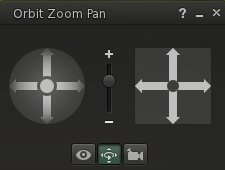 Orbit Zoom Pan ? _ ×
+
−